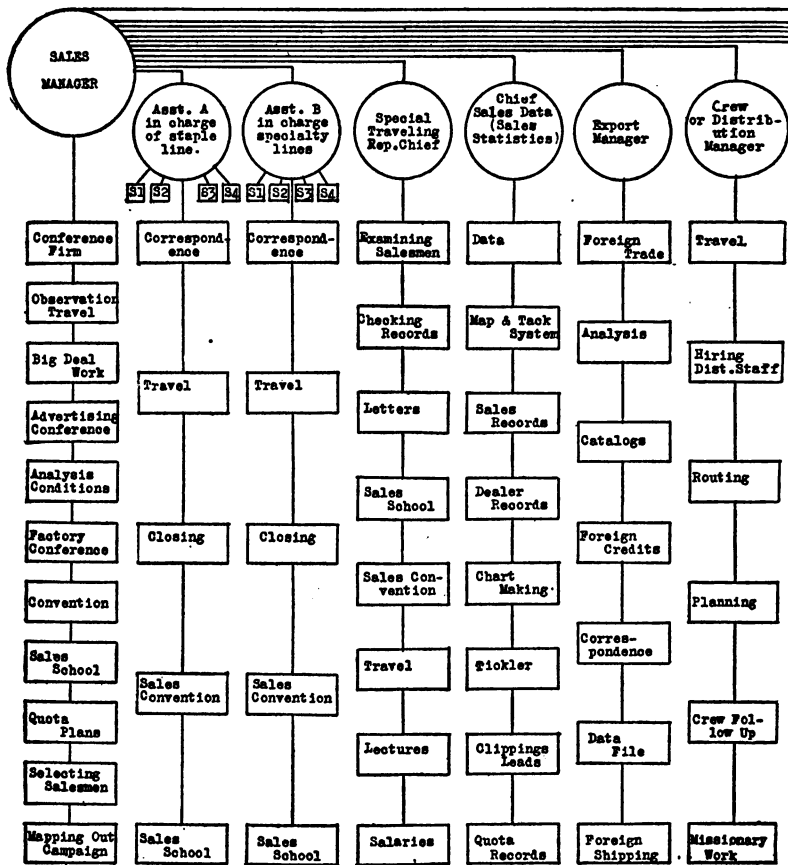 SALES
MANAGER
Asst. A
in charge
of staple
line.
S1 S2 S3 S4
Asst. B
in charge
specialty
lines
S1 S2 S3 S4
Special
Traveling
Rep.Chief
Chief
Sales Data
(Sales
Statistics)
Export
Manager
Crew
or Distrib-
ution
Manager
Conference
Firm
Observation
Travel
Big Deal
Work
Advertising
Conference
Analysis
Conditions
Factory
Conference
Convention
Sales
School
Quota
Plans
Selecting
Salesmen
Mapping Out
Campaign
Correspond-
ence
Travel
Closing
Sales
Convention
Sales
School
Correspond-
ence
Travel
Closing
Sales
Convention
Sales
School
Examining
Salesmen
Checking
Records
Letters
Sales
School
Sales Con-
vention
Travel
Lectures
Salaries
Data
Map & Tack
System
Sales
Records
Dealer
Records
Chart
Making
Tickler
Clippings
Leads
Quota
Records
Foreign
Trade
Analysis
Catalogs
Foreign
Credits
Corres-
pondence
Data
File
Foreign
Shipping
Travel
Hiring
Dist.Staff
Routing
Planning
Crew Fol-
low Up
Missionary
Work